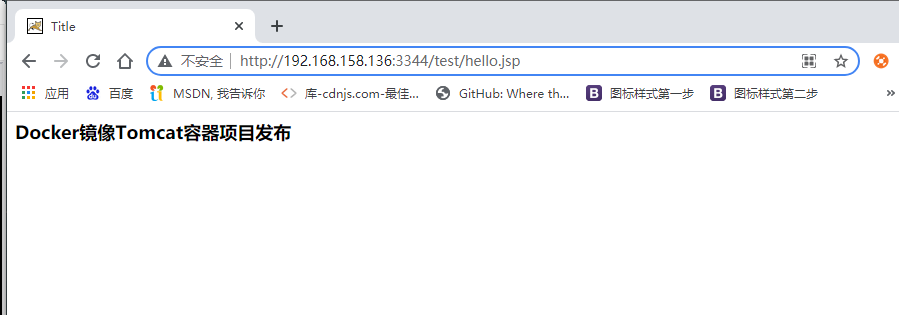 Title
不安全 http://192.168.158.136:3344/test/hello.jsp
应用 百度 MSDN, 我告诉你 库-cdnjs.com-最佳... GitHub: Where th... B 图标样式第一步 B 图标样式第二步 »
Docker镜像Tomcat容器项目发布